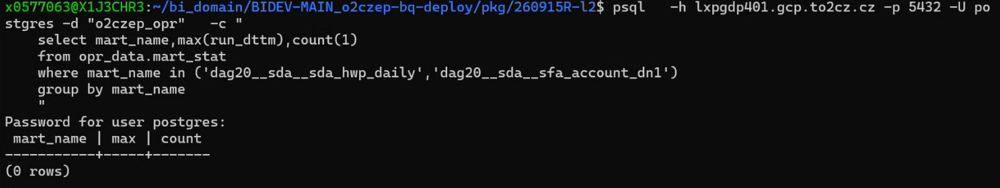 x0577063@X1J3CHR3:~/bi_domain/BIDEV-MAIN_o2czep-bq-deploy/pkg/260915R-l2$ psql   -h lxpgdp401.gcp.to2cz.cz -p 5432 -U po
stgres -d "o2czep_opr"   -c "
    select mart_name,max(run_dttm),count(1)
    from opr_data.mart_stat
    where mart_name in ('dag20__sda__sda_hwp_daily','dag20__sda__sfa_account_dn1')
    group by mart_name
    "
Password for user postgres:
 mart_name | max | count
-----------+-----+-------
(0 rows)